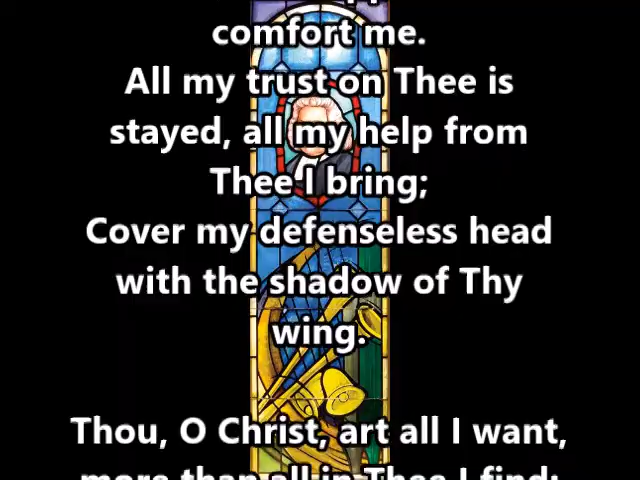 comfort me.
All my trust on Thee is
stayed, all my help from
Thee I bring;
Cover my defenseless head
with the shadow of Thy
wing.
Thou, O Christ, art all I want,
more than all in Thee I find;